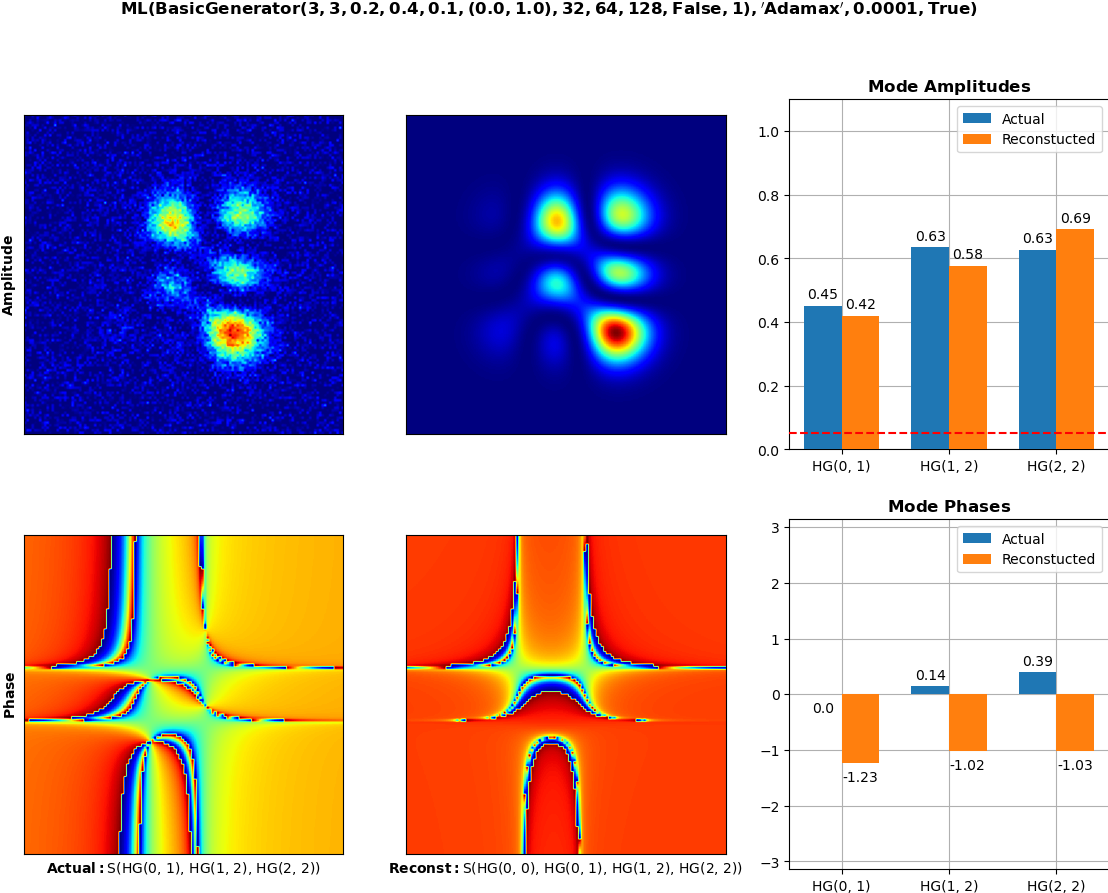 ML(BasicGenerator(3, 3, 0.2, 0.4, 0.1, (0.0, 1.0), 32, 64, 128, False, 1), ′Adamax′, 0.0001, True)
Amplitude
Mode Amplitudes
Actual
Reconstucted
1.0
0.8
0.6
0.4
0.2
0.0
0.45
0.42
0.63
0.58
0.63
0.69
HG(0, 1)
HG(1, 2)
HG(2, 2)
Phase
Actual: S(HG(0, 1), HG(1, 2), HG(2, 2))
Reconst: S(HG(0, 0), HG(0, 1), HG(1, 2), HG(2, 2))
Mode Phases
Actual
Reconstucted
3
2
1
0
−1
−2
−3
0.0
-1.23
0.14
-1.02
0.39
-1.03
HG(0, 1)
HG(1, 2)
HG(2, 2)